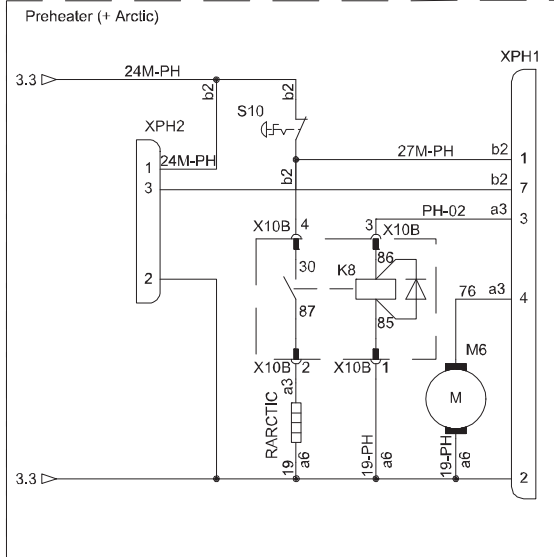 Preheater (+ Arctic)
XPH1
3.3
24M-PH
b2
b2
S10
XPH2
1
24M-PH
27M-PH
b2
1
3
b2
b2
7
PH-02
a3
3
X10B
4
3
X10B
30
K8
86
2
76
a3
4
87
85
M6
X10B
2
X10B
1
a3
M
RARCTIC
19
a6
19-PH
a6
19-PH
a6
3.3
2